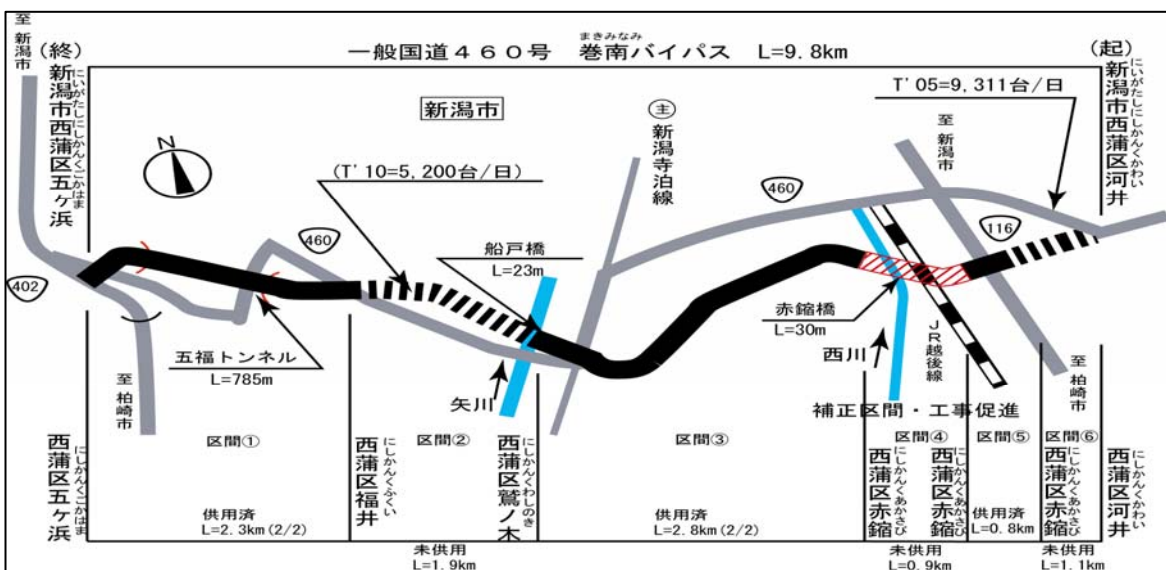 至 新潟市
(終)
新潟市西蒲区五ヶ浜
にいがたしにしかんくごかはま
一般国道460号 巻南バイパス L=9.8km
まきみなみ
(起)
新潟市西蒲区河井
にいがたしにしかんくかわい
新潟市
N
主
新潟寺泊線
T'05=9,311台/日
至 新潟市
(T'10=5,200台/日)
460
460
116
402
船戸橋
L=23m
赤鏥橋
L=30m
五福トンネル
L=785m
矢川
西川
JR越後線
至 柏崎市
至 柏崎市
補正区間・工事促進
区間①
区間②
区間③
区間④
区間⑤
区間⑥
西蒲区五ヶ浜
にしかんくごかはま
西蒲区福井
にしかんくふくい
西蒲区鷲ノ木
にしかんくわしのき
西蒲区赤鏥
にしかんくあかさび
西蒲区赤鏥
にしかんくあかさび
西蒲区赤鏥
にしかんくあかさび
西蒲区河井
にしかんくかわい
供用済
L=2.3km(2/2)
未供用
L=1.9km
供用済
L=2.8km(2/2)
未供用
L=0.9km
供用済
L=0.8km
未供用
L=1.1km